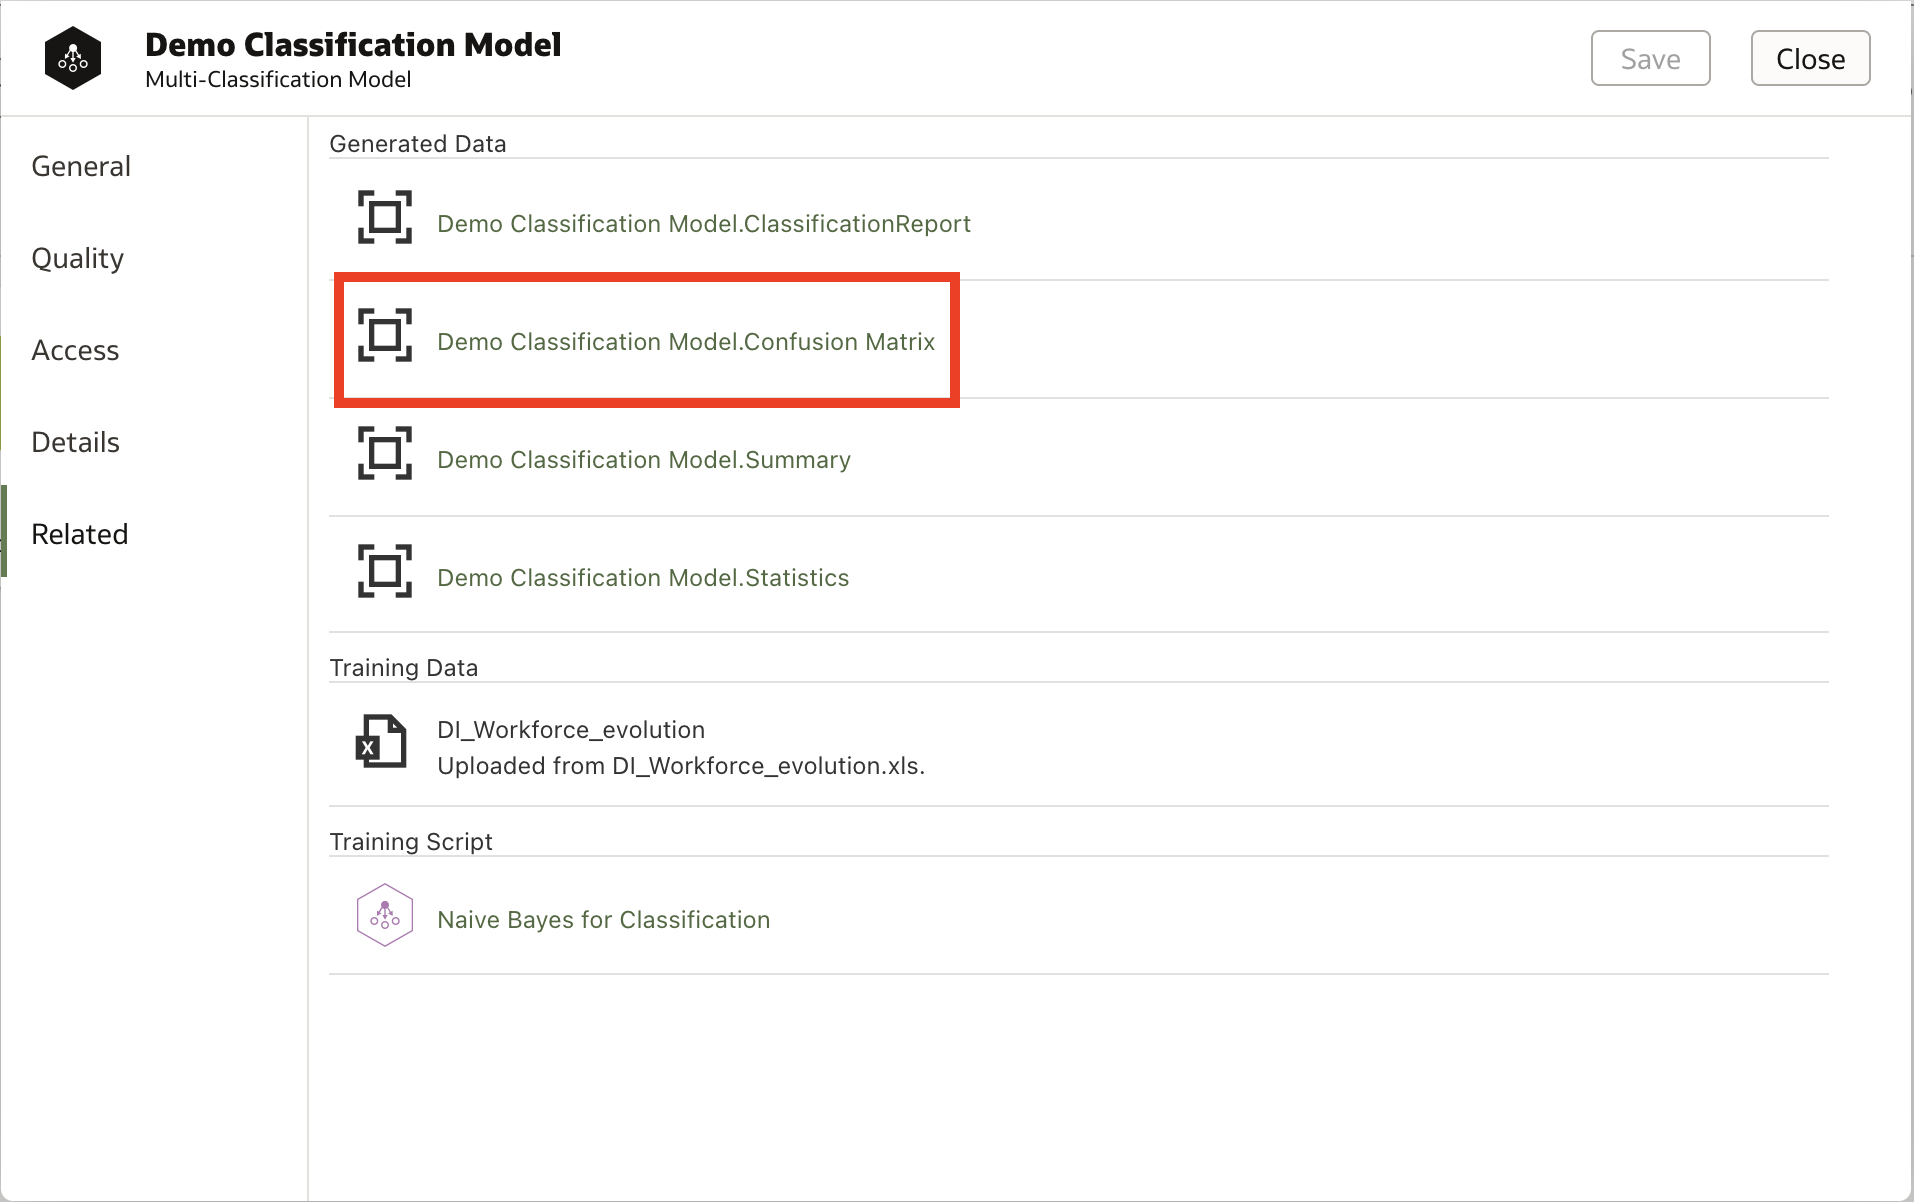 Demo Classification Model
Multi-Classification Model
Save
Close
General
Quality
Access
Details
Related
Generated Data
Demo Classification Model.ClassificationReport
Demo Classification Model.Confusion Matrix
Demo Classification Model.Summary
Demo Classification Model.Statistics
Training Data
X
DI_Workforce_evolution
Uploaded from DI_Workforce_evolution.xls.
Training Script
Naive Bayes for Classification